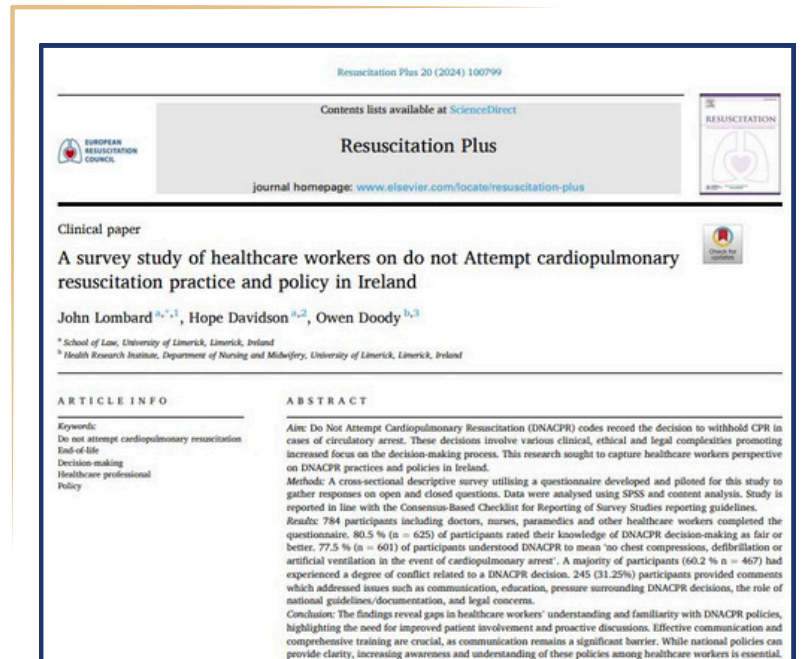 Resuscitation Plus 20 (2024) 100799
Contents lists available at ScienceDirect
Resuscitation Plus
journal homepage: www.elsevier.com/locate/resuscitation-plus
EUROPEAN
RESUSCITATION
COUNCIL
RESUSCITATION
Clinical paper
A survey study of healthcare workers on do not Attempt cardiopulmonary
resuscitation practice and policy in Ireland
Check for
updates
John Lombard a,*,1, Hope Davidson a,2, Owen Doody b,3
a School of Law, University of Limerick, Limerick, Ireland
b Health Research Institute, Department of Nursing and Midwifery, University of Limerick, Limerick, Ireland
ARTICLE INFO
Keywords:
Do not attempt cardiopulmonary resuscitation
End-of-life
Decision-making
Healthcare professional
Policy
ABSTRACT
Aim: Do Not Attempt Cardiopulmonary Resuscitation (DNACPR) codes record the decision to withhold CPR in
cases of circulatory arrest. These decisions involve various clinical, ethical and legal complexities promoting
increased focus on the decision-making process. This research sought to capture healthcare workers perspective
on DNACPR practices and policies in Ireland.
Methods: A cross-sectional descriptive survey utilising a questionnaire developed and piloted for this study to
gather responses on open and closed questions. Data were analysed using SPSS and content analysis. Study is
reported in line with the Consensus-Based Checklist for Reporting of Survey Studies reporting guidelines.
Results: 784 participants including doctors, nurses, paramedics and other healthcare workers completed the
questionnaire. 80.5 % (n = 625) of participants rated their knowledge of DNACPR decision-making as fair or
better. 77.5 % (n = 601) of participants understood DNACPR to mean 'no chest compressions, defibrillation or
artificial ventilation in the event of cardiopulmonary arrest'. A majority of participants (60.2 % n = 467) had
experienced a degree of conflict related to a DNACPR decision. 245 (31.25%) participants provided comments
which addressed issues such as communication, education, pressure surrounding DNACPR decisions, the role of
national guidelines/documentation, and legal concerns.
Conclusion: The findings reveal gaps in healthcare workers' understanding and familiarity with DNACPR policies,
highlighting the need for improved patient involvement and proactive discussions. Effective communication and
comprehensive training are crucial, as communication remains a significant barrier. While national policies can
provide clarity, increasing awareness and understanding of these policies among healthcare workers is essential.